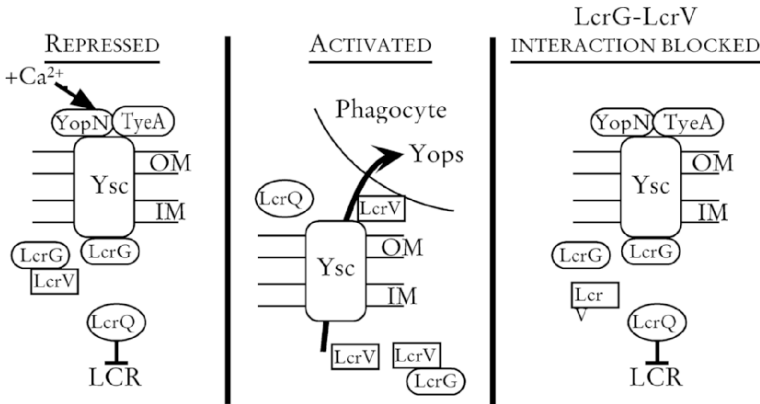 REPRESSED
+Ca²⁺
YopN TyeA
OM
Ysc
IM
LcrG LcrG
LcrV
LcrQ
LCR
ACTIVATED
Phagocyte
Yops
LcrQ
LcrV
OM
Ysc
IM
LcrV LcrV
LcrG
LcrG-LcrV
INTERACTION BLOCKED
YopN TyeA
OM
Ysc
IM
LcrG LcrG
Lcr
V
LcrQ
LCR